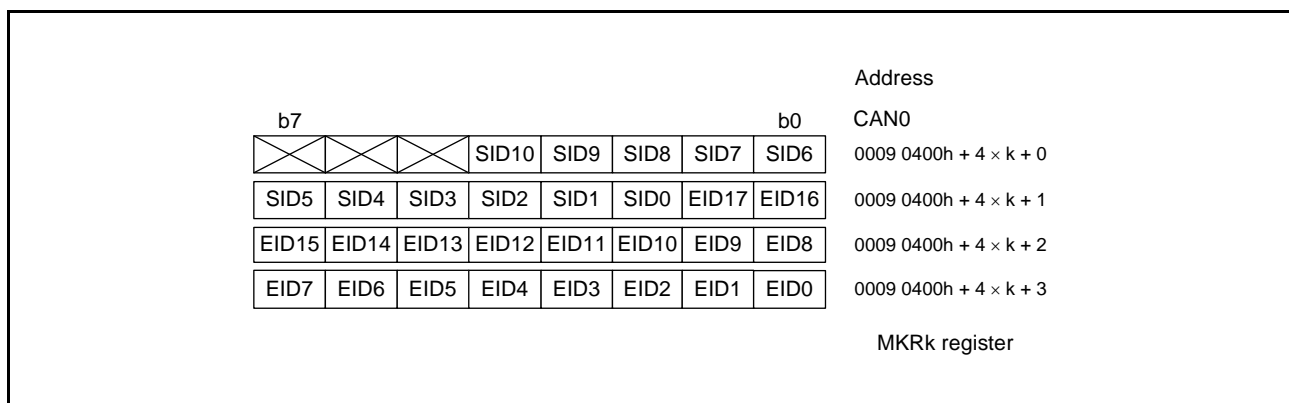 Address
b7 b0 CAN0
SID10 SID9 SID8 SID7 SID6 0009 0400h + 4 × k + 0
SID5 SID4 SID3 SID2 SID1 SID0 EID17 EID16 0009 0400h + 4 × k + 1
EID15 EID14 EID13 EID12 EID11 EID10 EID9 EID8 0009 0400h + 4 × k + 2
EID7 EID6 EID5 EID4 EID3 EID2 EID1 EID0 0009 0400h + 4 × k + 3
MKRk register